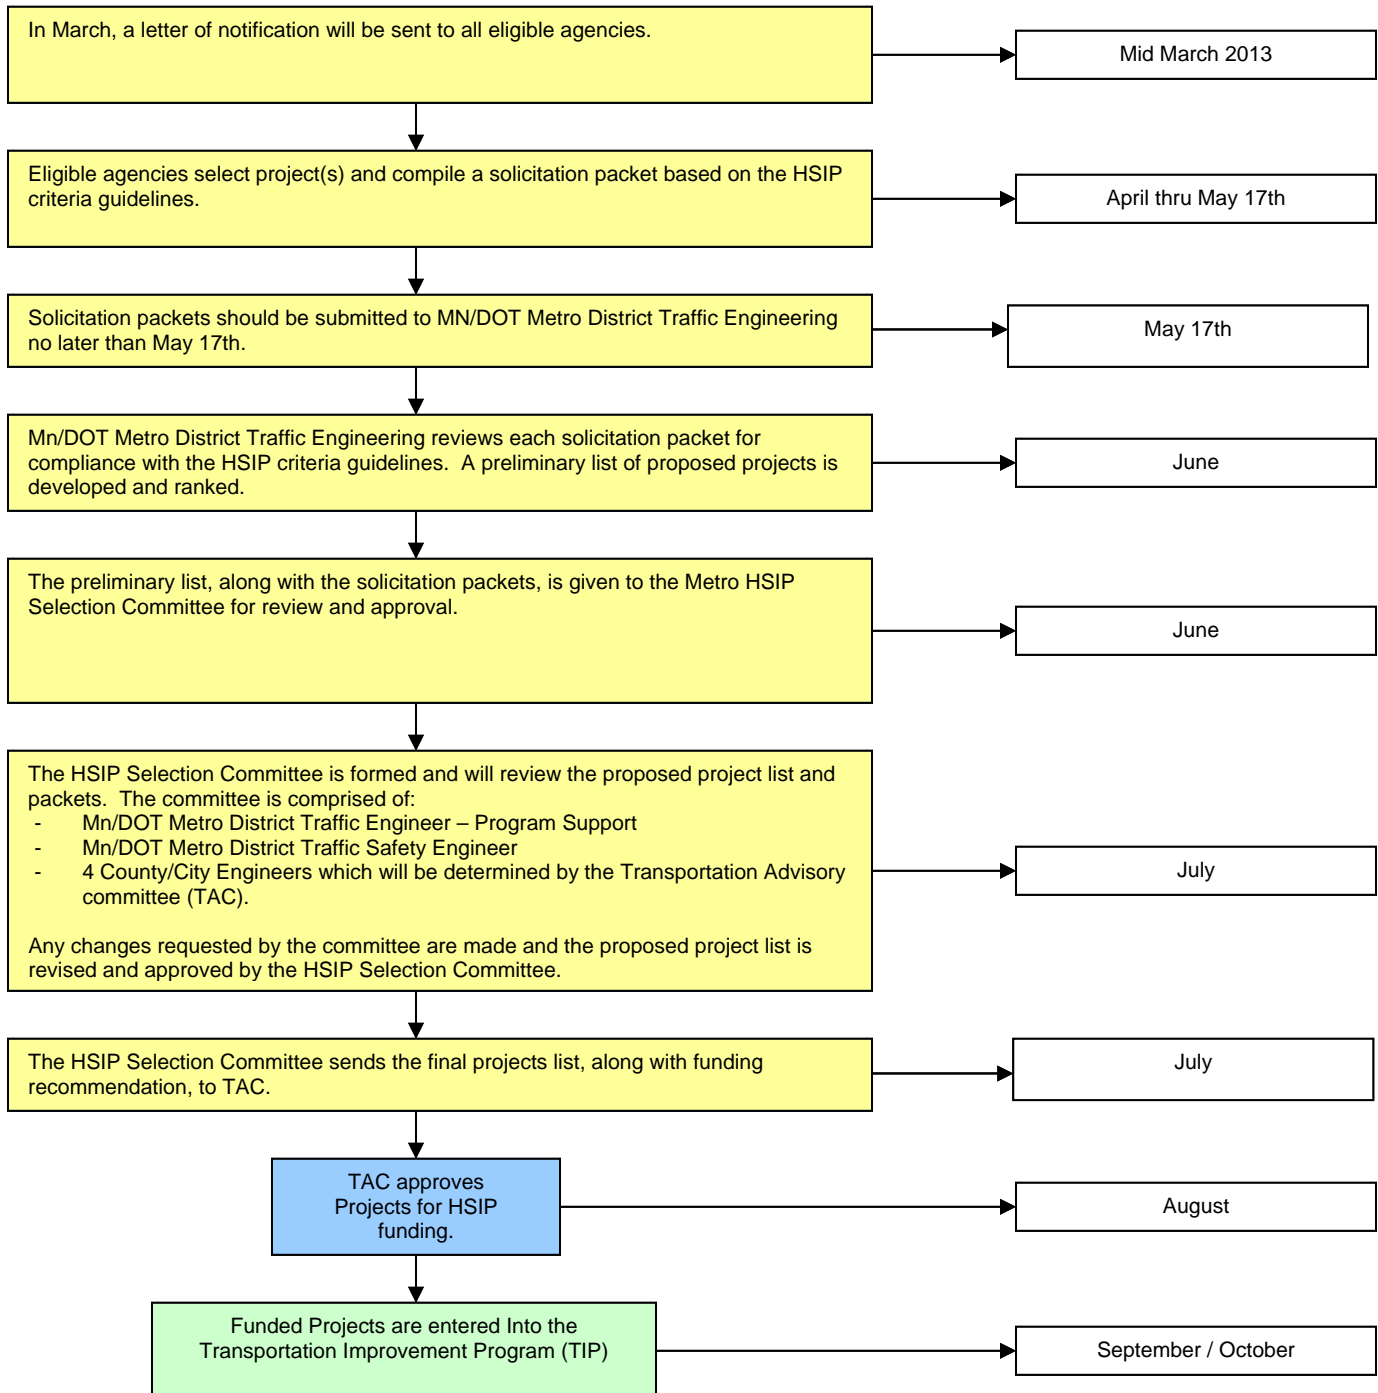 In March, a letter of notification will be sent to all eligible agencies.
Mid March 2013
Eligible agencies select project(s) and compile a solicitation packet based on the HSIP
criteria guidelines.
April thru May 17th
Solicitation packets should be submitted to MN/DOT Metro District Traffic Engineering
no later than May 17th.
May 17th
Mn/DOT Metro District Traffic Engineering reviews each solicitation packet for
compliance with the HSIP criteria guidelines.  A preliminary list of proposed projects is
developed and ranked.
June
The preliminary list, along with the solicitation packets, is given to the Metro HSIP
Selection Committee for review and approval.
June
The HSIP Selection Committee is formed and will review the proposed project list and
packets.  The committee is comprised of:
-     Mn/DOT Metro District Traffic Engineer – Program Support
-     Mn/DOT Metro District Traffic Safety Engineer
-     4 County/City Engineers which will be determined by the Transportation Advisory
committee (TAC).
Any changes requested by the committee are made and the proposed project list is
revised and approved by the HSIP Selection Committee.
July
The HSIP Selection Committee sends the final projects list, along with funding
recommendation, to TAC.
July
TAC approves
Projects for HSIP
funding.
August
Funded Projects are entered Into the
Transportation Improvement Program (TIP)
September / October